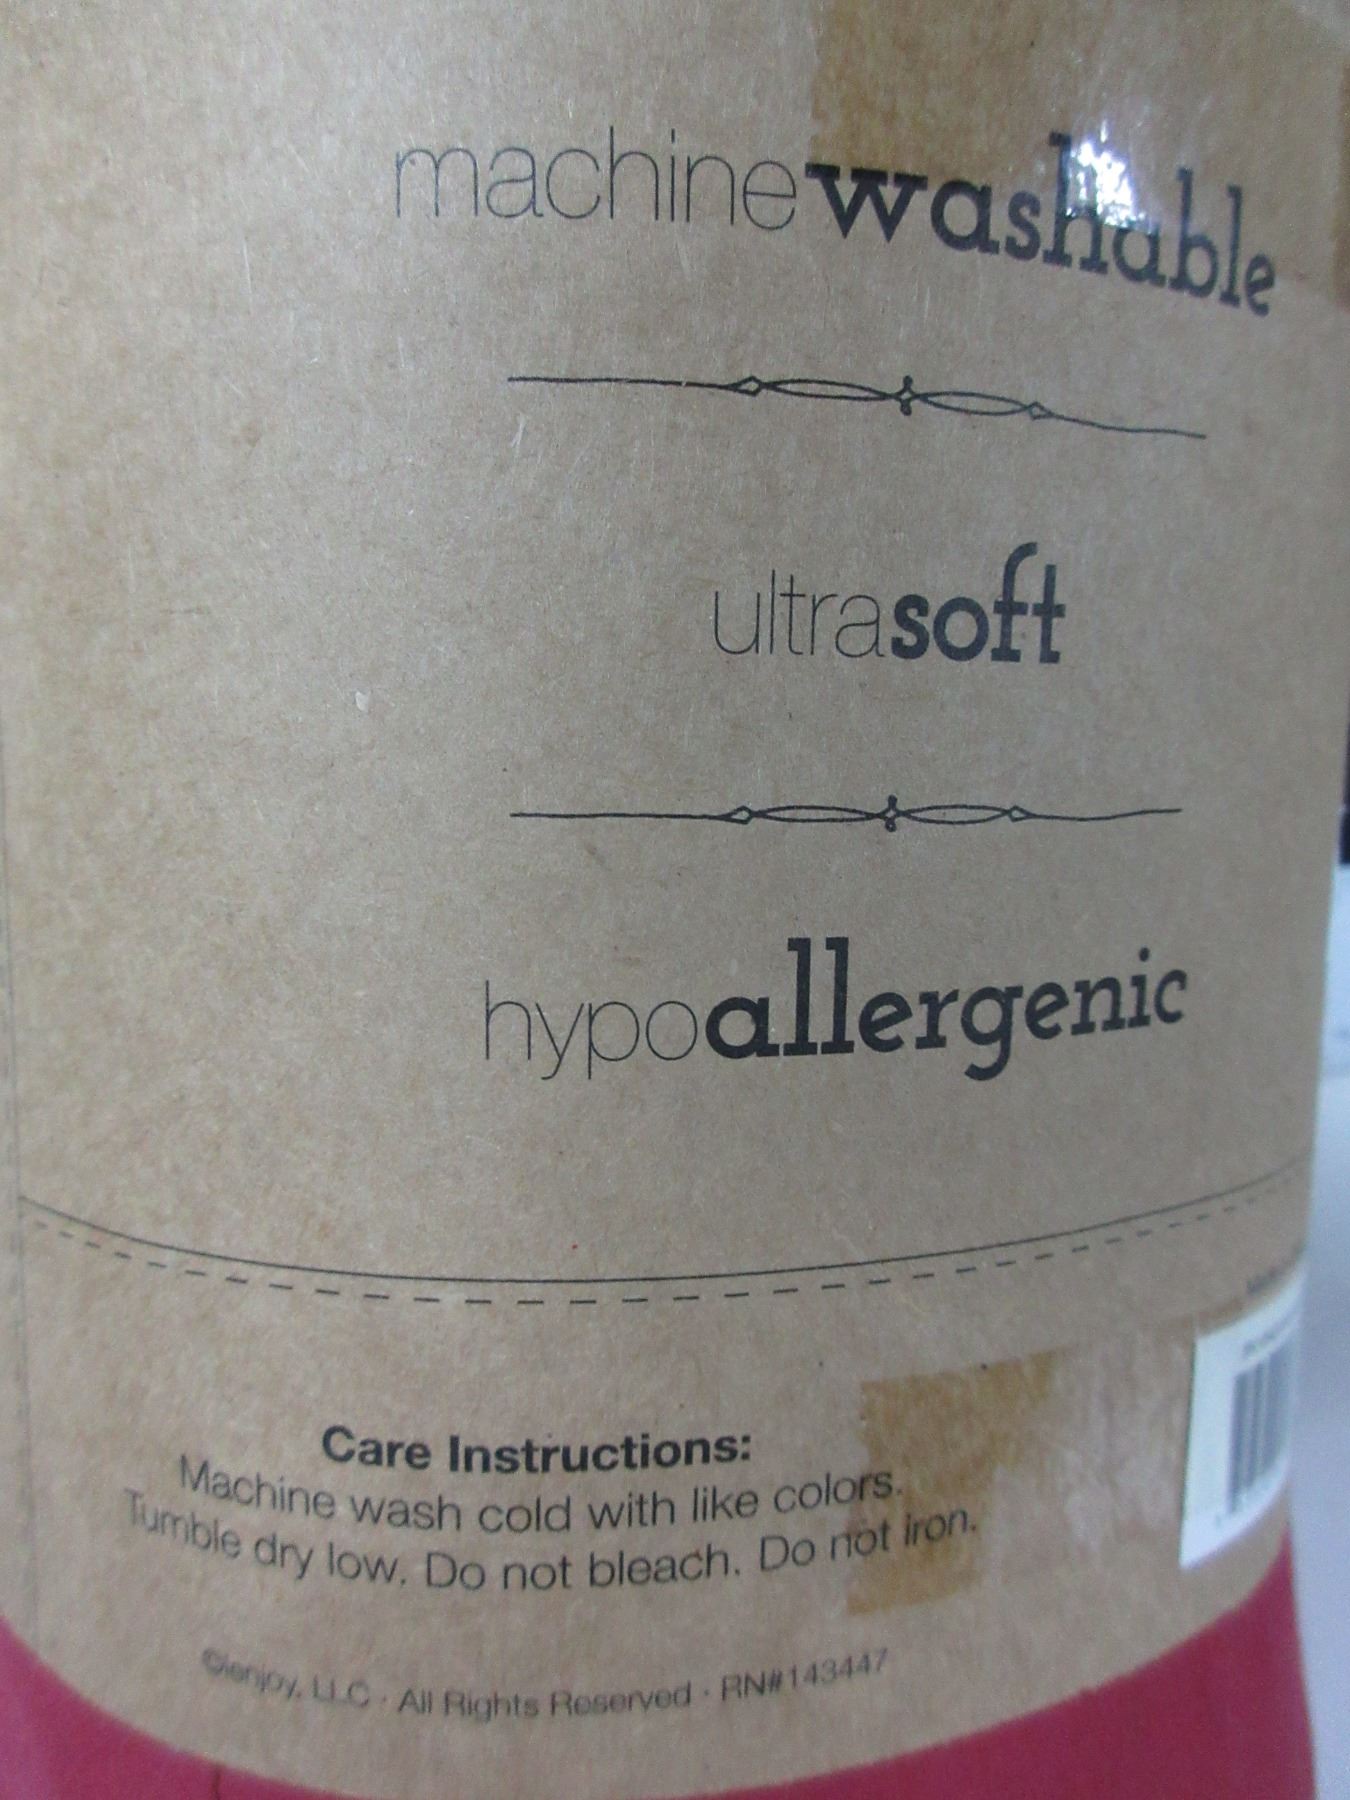 machinewashable
ultrasoft
hypoallergenic
Care Instructions:
Machine wash cold with like colors.
Tumble dry low. Do not bleach. Do not iron.
©ienjoy, LLC · All Rights Reserved · RN#143447